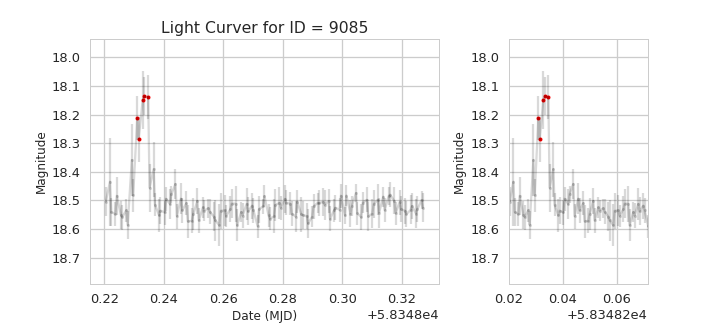 Light Curver for ID = 9085
18.0
18.1
18.2
18.3
18.4
18.5
18.6
18.7
Magnitude
0.22 0.24 0.26 0.28 0.30 0.32
Date (MJD)
+5.8348e4
18.0
18.1
18.2
18.3
18.4
18.5
18.6
18.7
Magnitude
0.02 0.04 0.06
+5.83482e4